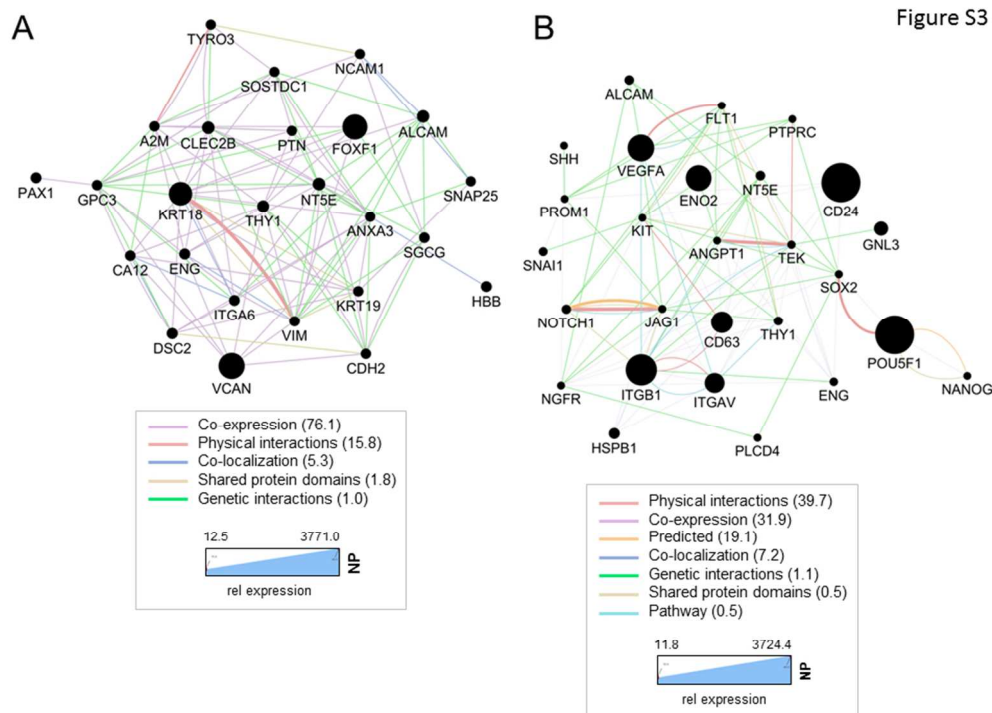 Figure S3
A
TYRO3
NCAM1
SOSTDC1
A2M
CLEC2B
PTN
FOXF1
ALCAM
PAX1
GPC3
KRT18
THY1
NT5E
ANXA3
SNAP25
CA12
ENG
SGCG
ITGA6
KRT19
HBB
DSC2
VIM
CDH2
VCAN
Co-expression (76.1)
Physical interactions (15.8)
Co-localization (5.3)
Shared protein domains (1.8)
Genetic interactions (1.0)
12.5 3771.0
NP
rel expression
B
ALCAM
FLT1
PTPRC
SHH
VEGFA
ENO2
NT5E
CD24
PROM1
KIT
ANGPT1
TEK
GNL3
SNAI1
SOX2
NOTCH1
JAG1
CD63
THY1
POU5F1
NGFR
ITGB1
ITGAV
ENG
NANOG
HSPB1
PLCD4
Physical interactions (39.7)
Co-expression (31.9)
Predicted (19.1)
Co-localization (7.2)
Genetic interactions (1.1)
Shared protein domains (0.5)
Pathway (0.5)
11.8 3724.4
NP
rel expression